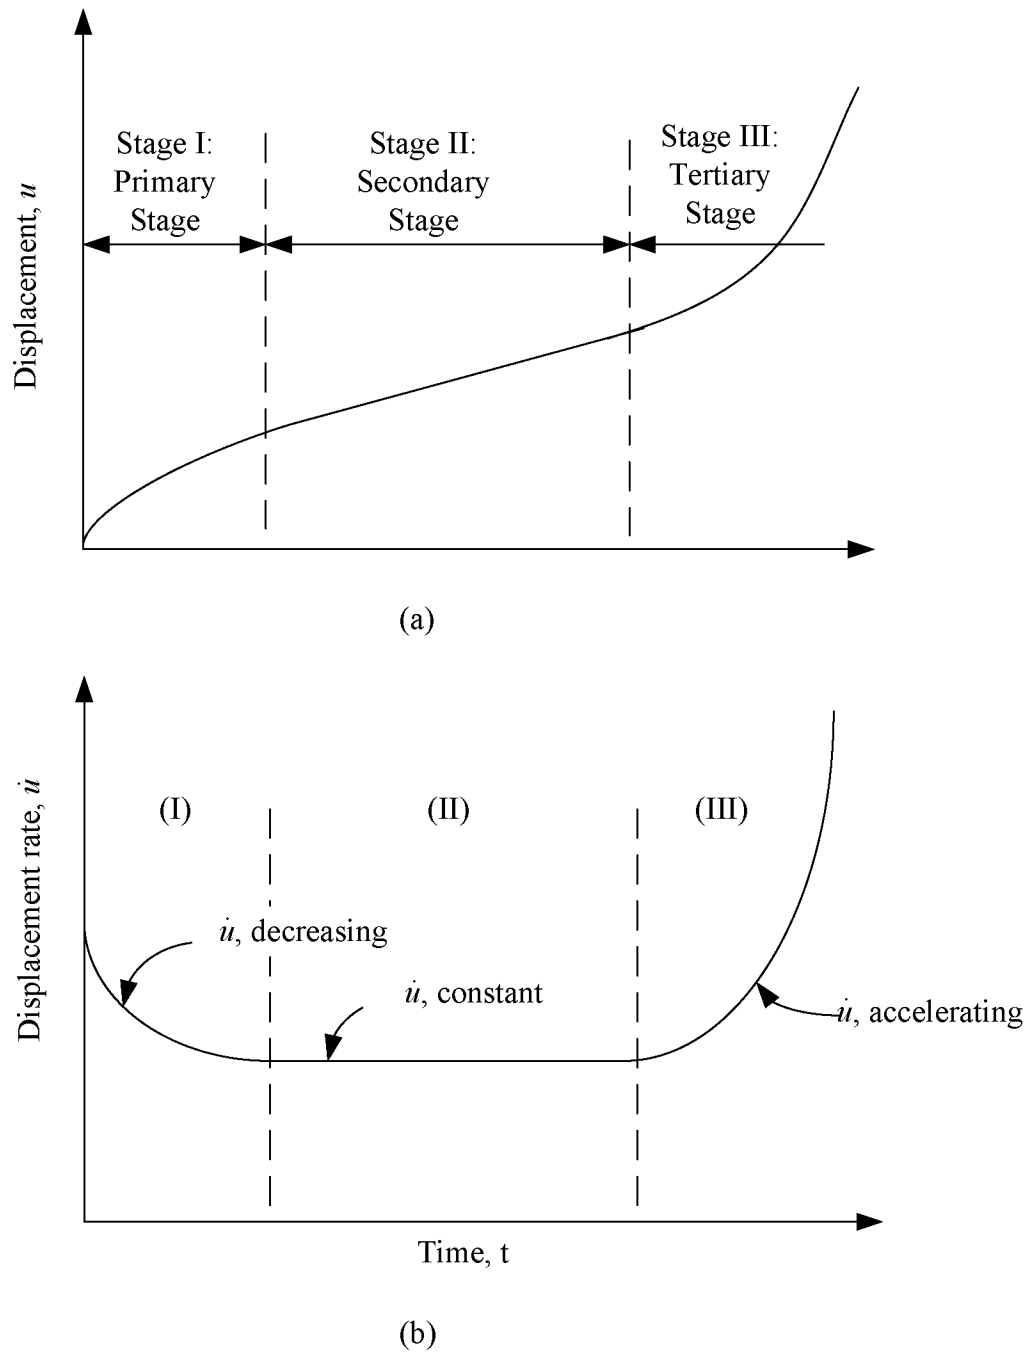 Stage I:
Primary
Stage
Stage II:
Secondary
Stage
Stage III:
Tertiary
Stage
Displacement, u
(a)
Displacement rate, u̇
(I)
(II)
(III)
u̇, decreasing
u̇, constant
u̇, accelerating
Time, t
(b)